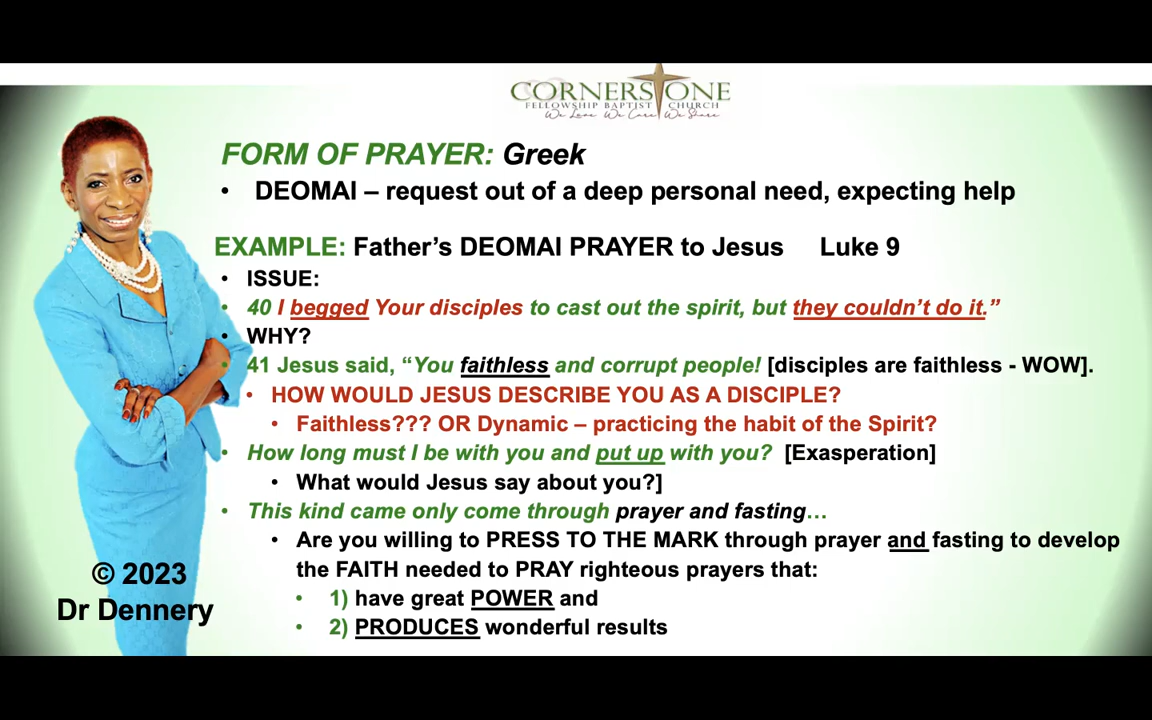 CORNERSTONE
FELLOWSHIP BAPTIST CHURCH
We Love We Care We Share
FORM OF PRAYER: Greek
• DEOMAI – request out of a deep personal need, expecting help
EXAMPLE: Father's DEOMAI PRAYER to Jesus Luke 9
• ISSUE:
• 40 I begged Your disciples to cast out the spirit, but they couldn't do it.”
• WHY?
• 41 Jesus said, “You faithless and corrupt people! [disciples are faithless - WOW].
• HOW WOULD JESUS DESCRIBE YOU AS A DISCIPLE?
• Faithless??? OR Dynamic – practicing the habit of the Spirit?
• How long must I be with you and put up with you? [Exasperation]
• What would Jesus say about you?]
• This kind came only come through prayer and fasting…
• Are you willing to PRESS TO THE MARK through prayer and fasting to develop
the FAITH needed to PRAY righteous prayers that:
• 1) have great POWER and
• 2) PRODUCES wonderful results
© 2023
Dr Dennery